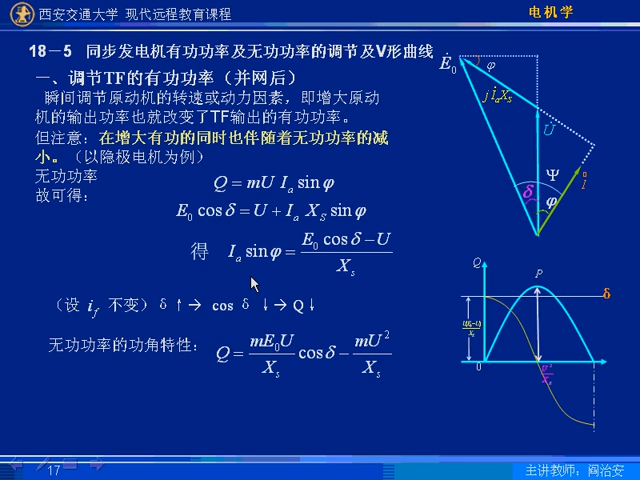 西安交通大学 现代远程教育课程
电机学
18－5 同步发电机有功功率及无功功率的调节及V形曲线
一、调节TF的有功功率（并网后）
瞬间调节原动机的转速或动力因素，即增大原动
机的输出功率也就改变了TF输出的有功功率。
但注意：在增大有功的同时也伴随着无功功率的减
小。（以隐极电机为例）
无功功率
Q = mU I_a sin φ
故可得：
E_0 cos δ = U + I_a X_S sin φ
得 I_a sin φ = (E_0 cos δ − U) / X_s
（设 i_f 不变）δ ↑→ cos δ ↓→ Q↓
无功功率的功角特性：
Q = mE_0U / X_s cos δ − mU² / X_s
Ė_0
φ
jİ_aX_s
U̇
Ψ
δ
φ
I
Q
P
δ
0
17
主讲教师：阎治安